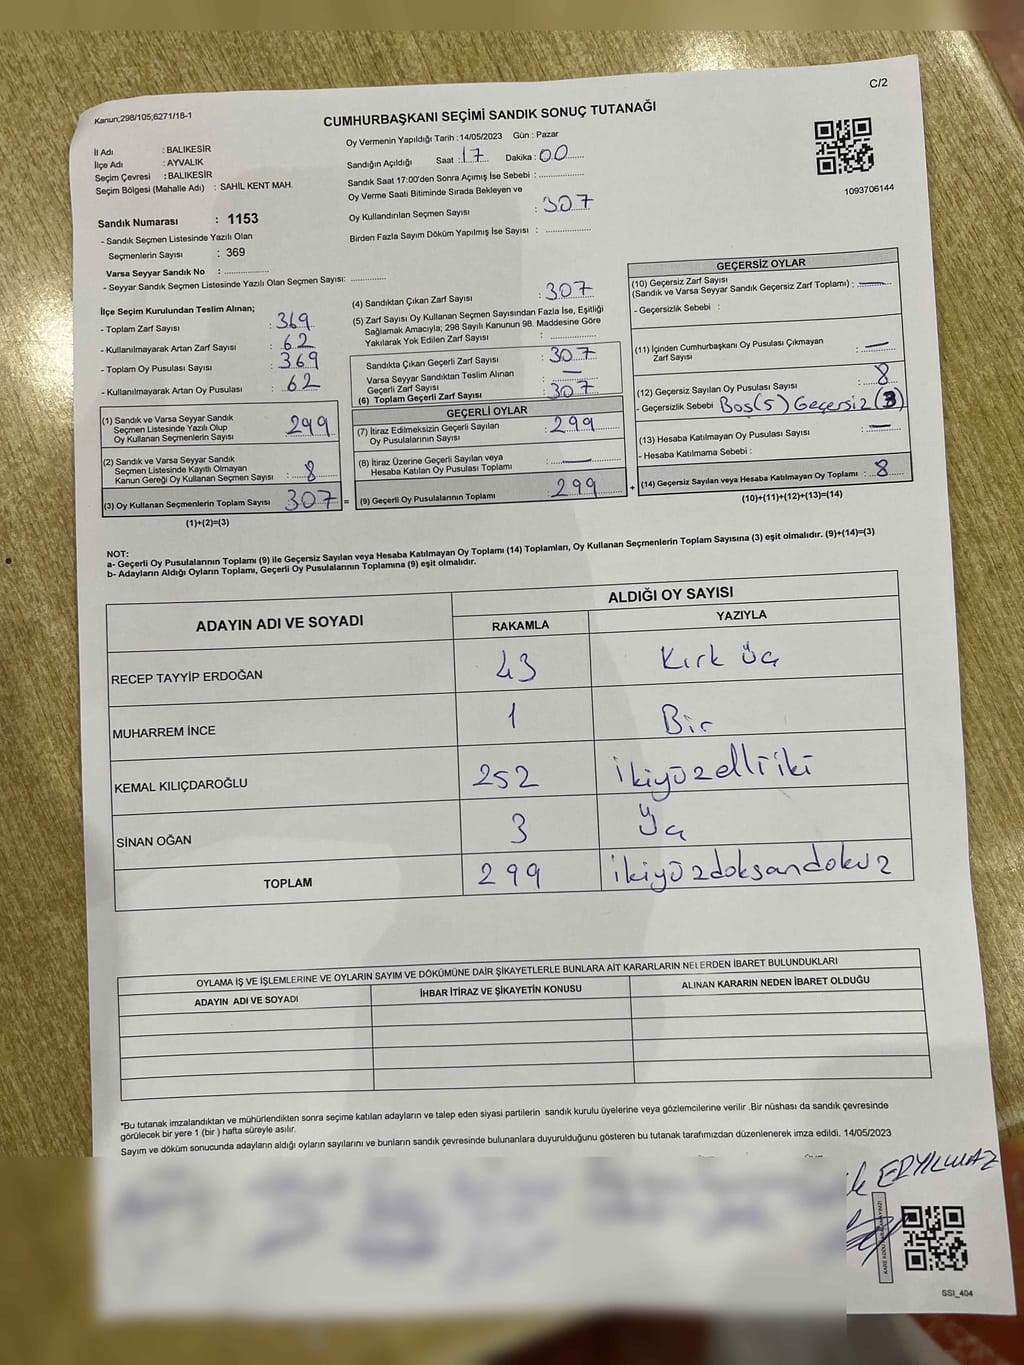 C/2
Kanun;298/105;6271/18-1
CUMHURBAŞKANI SEÇİMİ SANDIK SONUÇ TUTANAĞI
İl Adı : BALIKESİR
İlçe Adı : AYVALIK
Seçim Çevresi : BALIKESİR
Seçim Bölgesi (Mahalle Adı) : SAHİL KENT MAH.
Oy Vermenin Yapıldığı Tarih : 14/05/2023 Gün : Pazar
Sandığın Açıldığı Saat : 17 Dakika : 00
Sandık Saat 17:00'den Sonra Açımış İse Sebebi :
Oy Verme Saati Bitiminde Sırada Bekleyen ve
Oy Kullandırılan Seçmen Sayısı : 307
Birden Fazla Sayım Döküm Yapılmış İse Sayısı :
1093706144
Sandık Numarası : 1153
- Sandık Seçmen Listesinde Yazılı Olan
Seçmenlerin Sayısı : 369
Varsa Seyyar Sandık No :
- Seyyar Sandık Seçmen Listesinde Yazılı Olan Seçmen Sayısı:
İlçe Seçim Kurulundan Teslim Alınan;
- Toplam Zarf Sayısı : 369
- Kullanılmayarak Artan Zarf Sayısı : 62
- Toplam Oy Pusulası Sayısı : 369
- Kullanılmayarak Artan Oy Pusulası : 62
(1) Sandık ve Varsa Seyyar Sandık
Seçmen Listesinde Yazılı Olup
Oy Kullanan Seçmenlerin Sayısı : 299
(2) Sandık ve Varsa Seyyar Sandık
Seçmen Listesinde Kayıtlı Olmayan
Kanun Gereği Oy Kullanan Seçmen Sayısı : 8
(3) Oy Kullanan Seçmenlerin Toplam Sayısı : 307 =
(1)+(2)=(3)
(4) Sandıktan Çıkan Zarf Sayısı : 307
(5) Zarf Sayısı Oy Kullanan Seçmen Sayısından Fazla İse, Eşitliği
Sağlamak Amacıyla; 298 Sayılı Kanunun 98. Maddesine Göre
Yakılarak Yok Edilen Zarf Sayısı :
Sandıkta Çıkan Geçerli Zarf Sayısı : 307
Varsa Seyyar Sandıktan Teslim Alınan
Geçerli Zarf Sayısı : —
(6) Toplam Geçerli Zarf Sayısı : 307
GEÇERLİ OYLAR
(7) İtiraz Edilmeksizin Geçerli Sayılan
Oy Pusulalarının Sayısı : 299
(8) İtiraz Üzerine Geçerli Sayılan veya
Hesaba Katılan Oy Pusulası Toplamı : —
(9) Geçerli Oy Pusulalarının Toplamı : 299 +
GEÇERSİZ OYLAR
(10) Geçersiz Zarf Sayısı
(Sandık ve Varsa Seyyar Sandık Geçersiz Zarf Toplamı) : —
- Geçersizlik Sebebi :
(11) İçinden Cumhurbaşkanı Oy Pusulası Çıkmayan
Zarf Sayısı : —
(12) Geçersiz Sayılan Oy Pusulası Sayısı : 8
- Geçersizlik Sebebi Boş(5) Geçersiz (3)
(13) Hesaba Katılmayan Oy Pusulası Sayısı : —
- Hesaba Katılmama Sebebi :
(14) Geçersiz Sayılan veya Hesaba Katılmayan Oy Toplamı : 8
(10)+(11)+(12)+(13)=(14)
NOT:
a- Geçerli Oy Pusulalarının Toplamı (9) ile Geçersiz Sayılan veya Hesaba Katılmayan Oy Toplamı (14) Toplamları, Oy Kullanan Seçmenlerin Toplam Sayısına (3) eşit olmalıdır. (9)+(14)=(3)
b- Adayların Aldığı Oyların Toplamı, Geçerli Oy Pusulalarının Toplamına (9) eşit olmalıdır.
ADAYIN ADI VE SOYADI
ALDIĞI OY SAYISI
RAKAMLA YAZIYLA
RECEP TAYYİP ERDOĞAN 43 Kırk üç
MUHARREM İNCE 1 Bir
KEMAL KILIÇDAROĞLU 252 ikiyüzelliiki
SİNAN OĞAN 3 Üç
TOPLAM 299 ikiyüzdoksandokuz
OYLAMA İŞ VE İŞLEMLERİNE VE OYLARIN SAYIM VE DÖKÜMÜNE DAİR ŞİKAYETLERLE BUNLARA AİT KARARLARIN NELERDEN İBARET BULUNDUKLARI
ADAYIN ADI VE SOYADI İHBAR İTİRAZ VE ŞİKAYETİN KONUSU ALINAN KARARIN NEDEN İBARET OLDUĞU
*Bu tutanak imzalandıktan ve mühürlendikten sonra seçime katılan adayların ve talep eden siyasi partilerin sandık kurulu üyelerine veya gözlemcilerine verilir .Bir nüshası da sandık çevresinde
görülecek bir yere 1 (bir ) hafta süreyle asılır.
Sayım ve döküm sonucunda adayların aldığı oyların sayılarını ve bunların sandık çevresinde bulunanlara duyurulduğunu gösteren bu tutanak tarafımızdan düzenlenerek imza edildi. 14/05/2023
ERYILMAZ
SSI_404